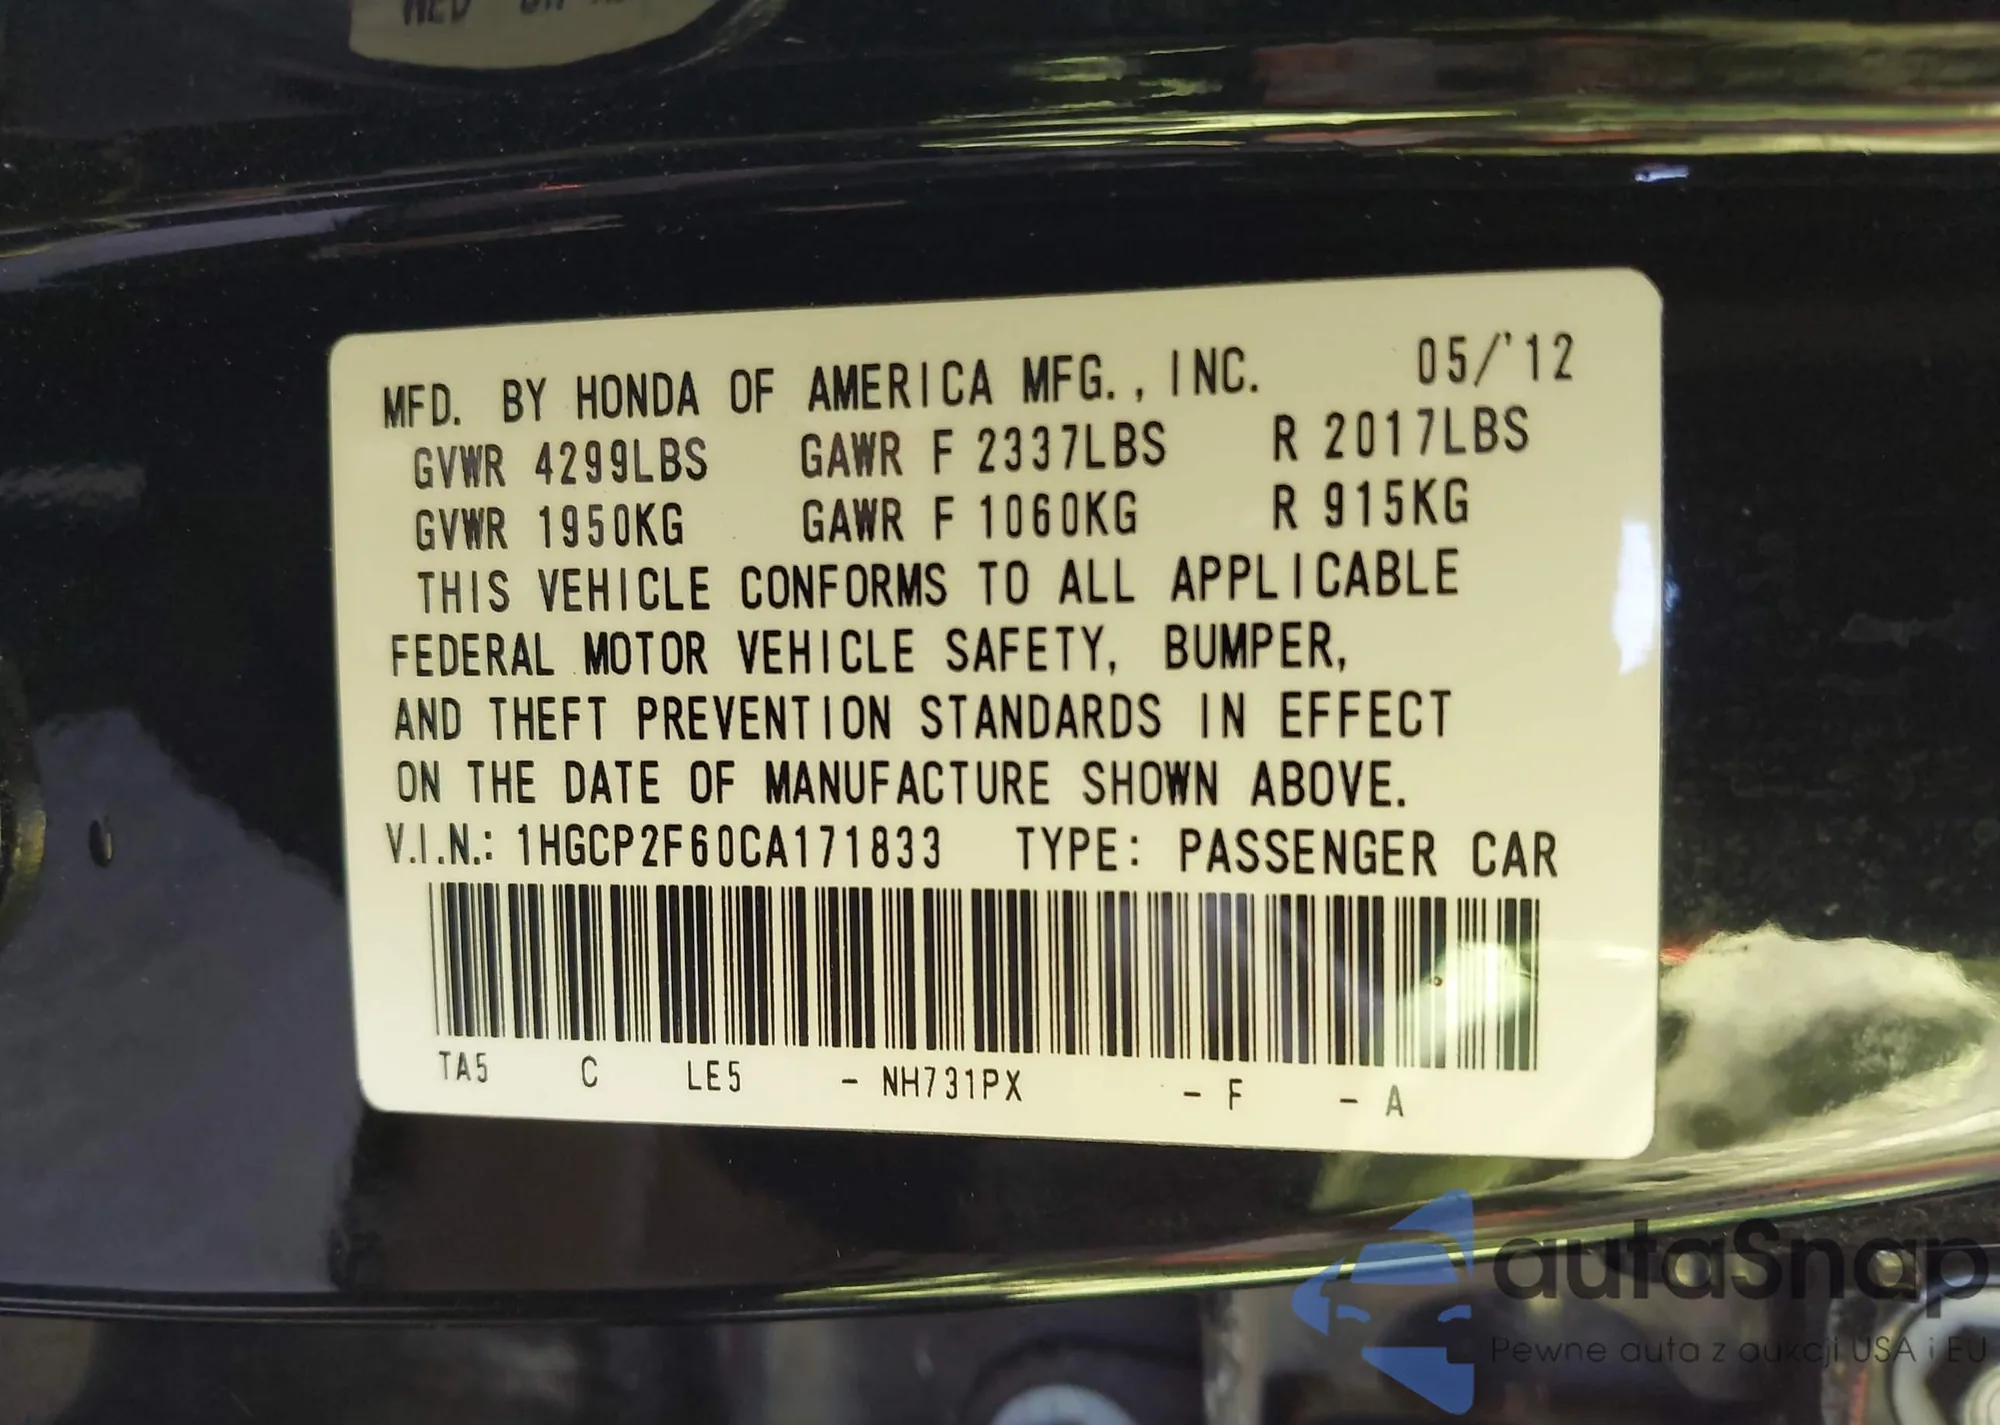 MFD. BY HONDA OF AMERICA MFG., INC. 05/'12
GVWR 4299LBS GAWR F 2337LBS R 2017LBS
GVWR 1950KG GAWR F 1060KG R 915KG
THIS VEHICLE CONFORMS TO ALL APPLICABLE
FEDERAL MOTOR VEHICLE SAFETY, BUMPER,
AND THEFT PREVENTION STANDARDS IN EFFECT
ON THE DATE OF MANUFACTURE SHOWN ABOVE.
V.I.N.: 1HGCP2F60CA171833 TYPE: PASSENGER CAR
TA5 C LE5 - NH731PX - F - A
autaSnap
Pewne auta z aukcji USA i EU